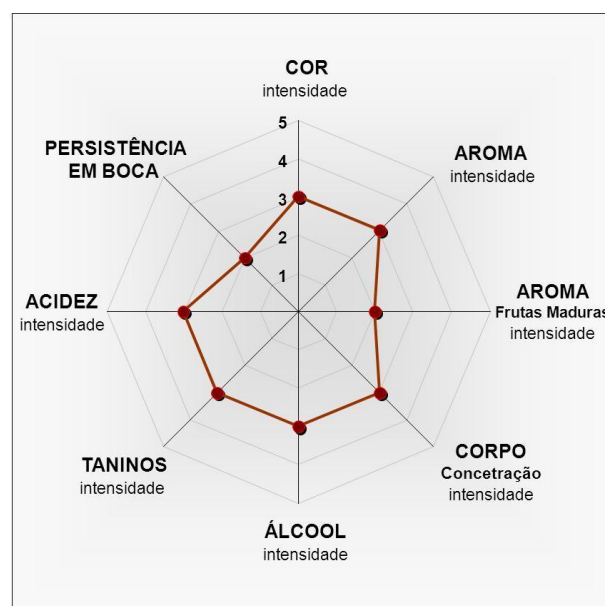 COR
intensidade
5
4
3
2
1
AROMA
intensidade
AROMA
Frutas Maduras
intensidade
CORPO
Concetração
intensidade
ÁLCOOL
intensidade
TANINOS
intensidade
ACIDEZ
intensidade
PERSISTÊNCIA
EM BOCA